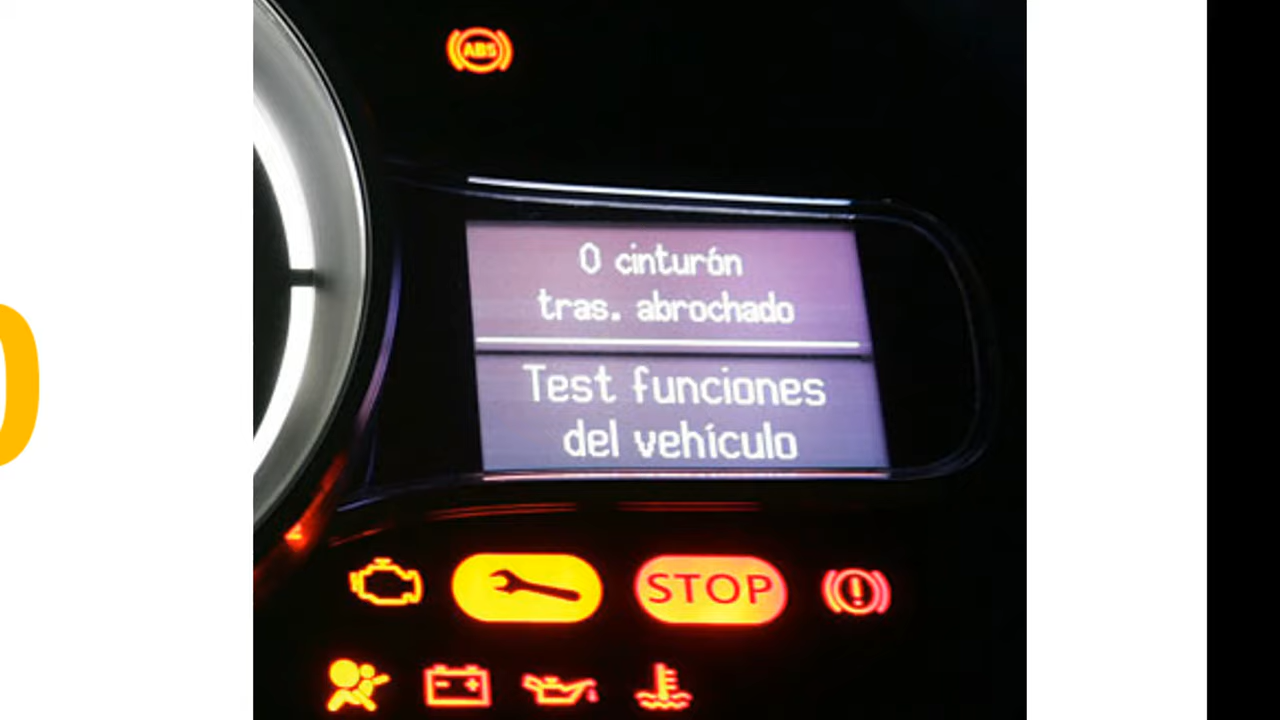 ABS
0 cinturón
tras. abrochado
Test funciones
del vehículo
STOP